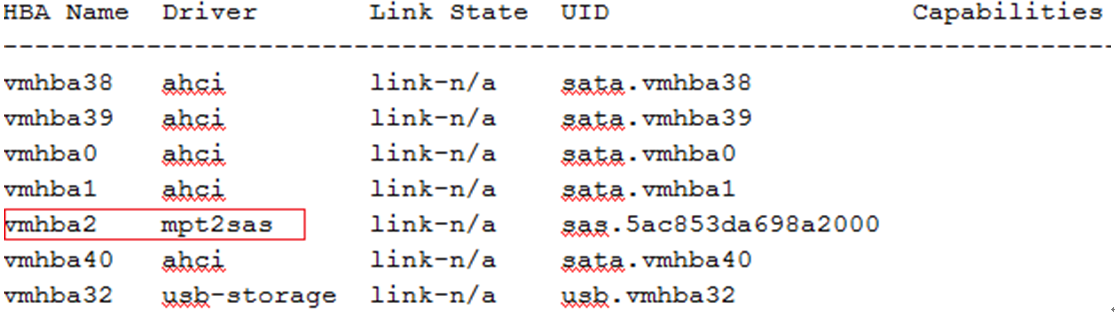 HBA Name  Driver       Link State  UID                   Capabilities
----------------------------------------------------------------------
vmhba38   ahci         link-n/a    sata.vmhba38
vmhba39   ahci         link-n/a    sata.vmhba39
vmhba0    ahci         link-n/a    sata.vmhba0
vmhba1    ahci         link-n/a    sata.vmhba1
vmhba2    mpt2sas      link-n/a    sas.5ac853da698a2000
vmhba40   ahci         link-n/a    sata.vmhba40
vmhba32   usb-storage  link-n/a    usb.vmhba32